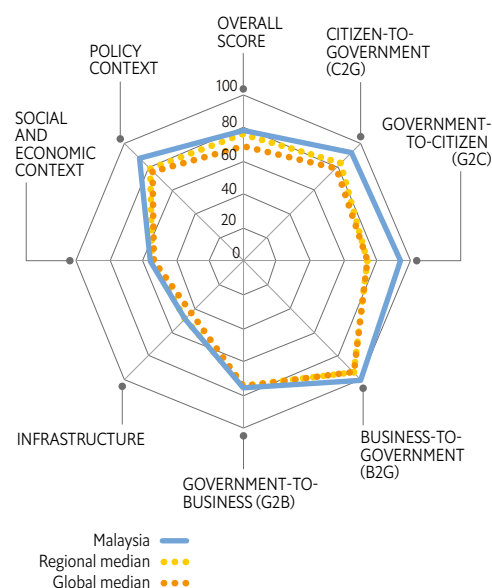 OVERALL
SCORE
CITIZEN-TO-
GOVERNMENT
(C2G)
POLICY
CONTEXT
SOCIAL
AND
ECONOMIC
CONTEXT
GOVERNMENT-
TO-CITIZEN
(G2C)
100
80
60
40
20
0
INFRASTRUCTURE
BUSINESS-TO-
GOVERNMENT
(B2G)
GOVERNMENT-TO-
BUSINESS (G2B)
Malaysia
Regional median
Global median